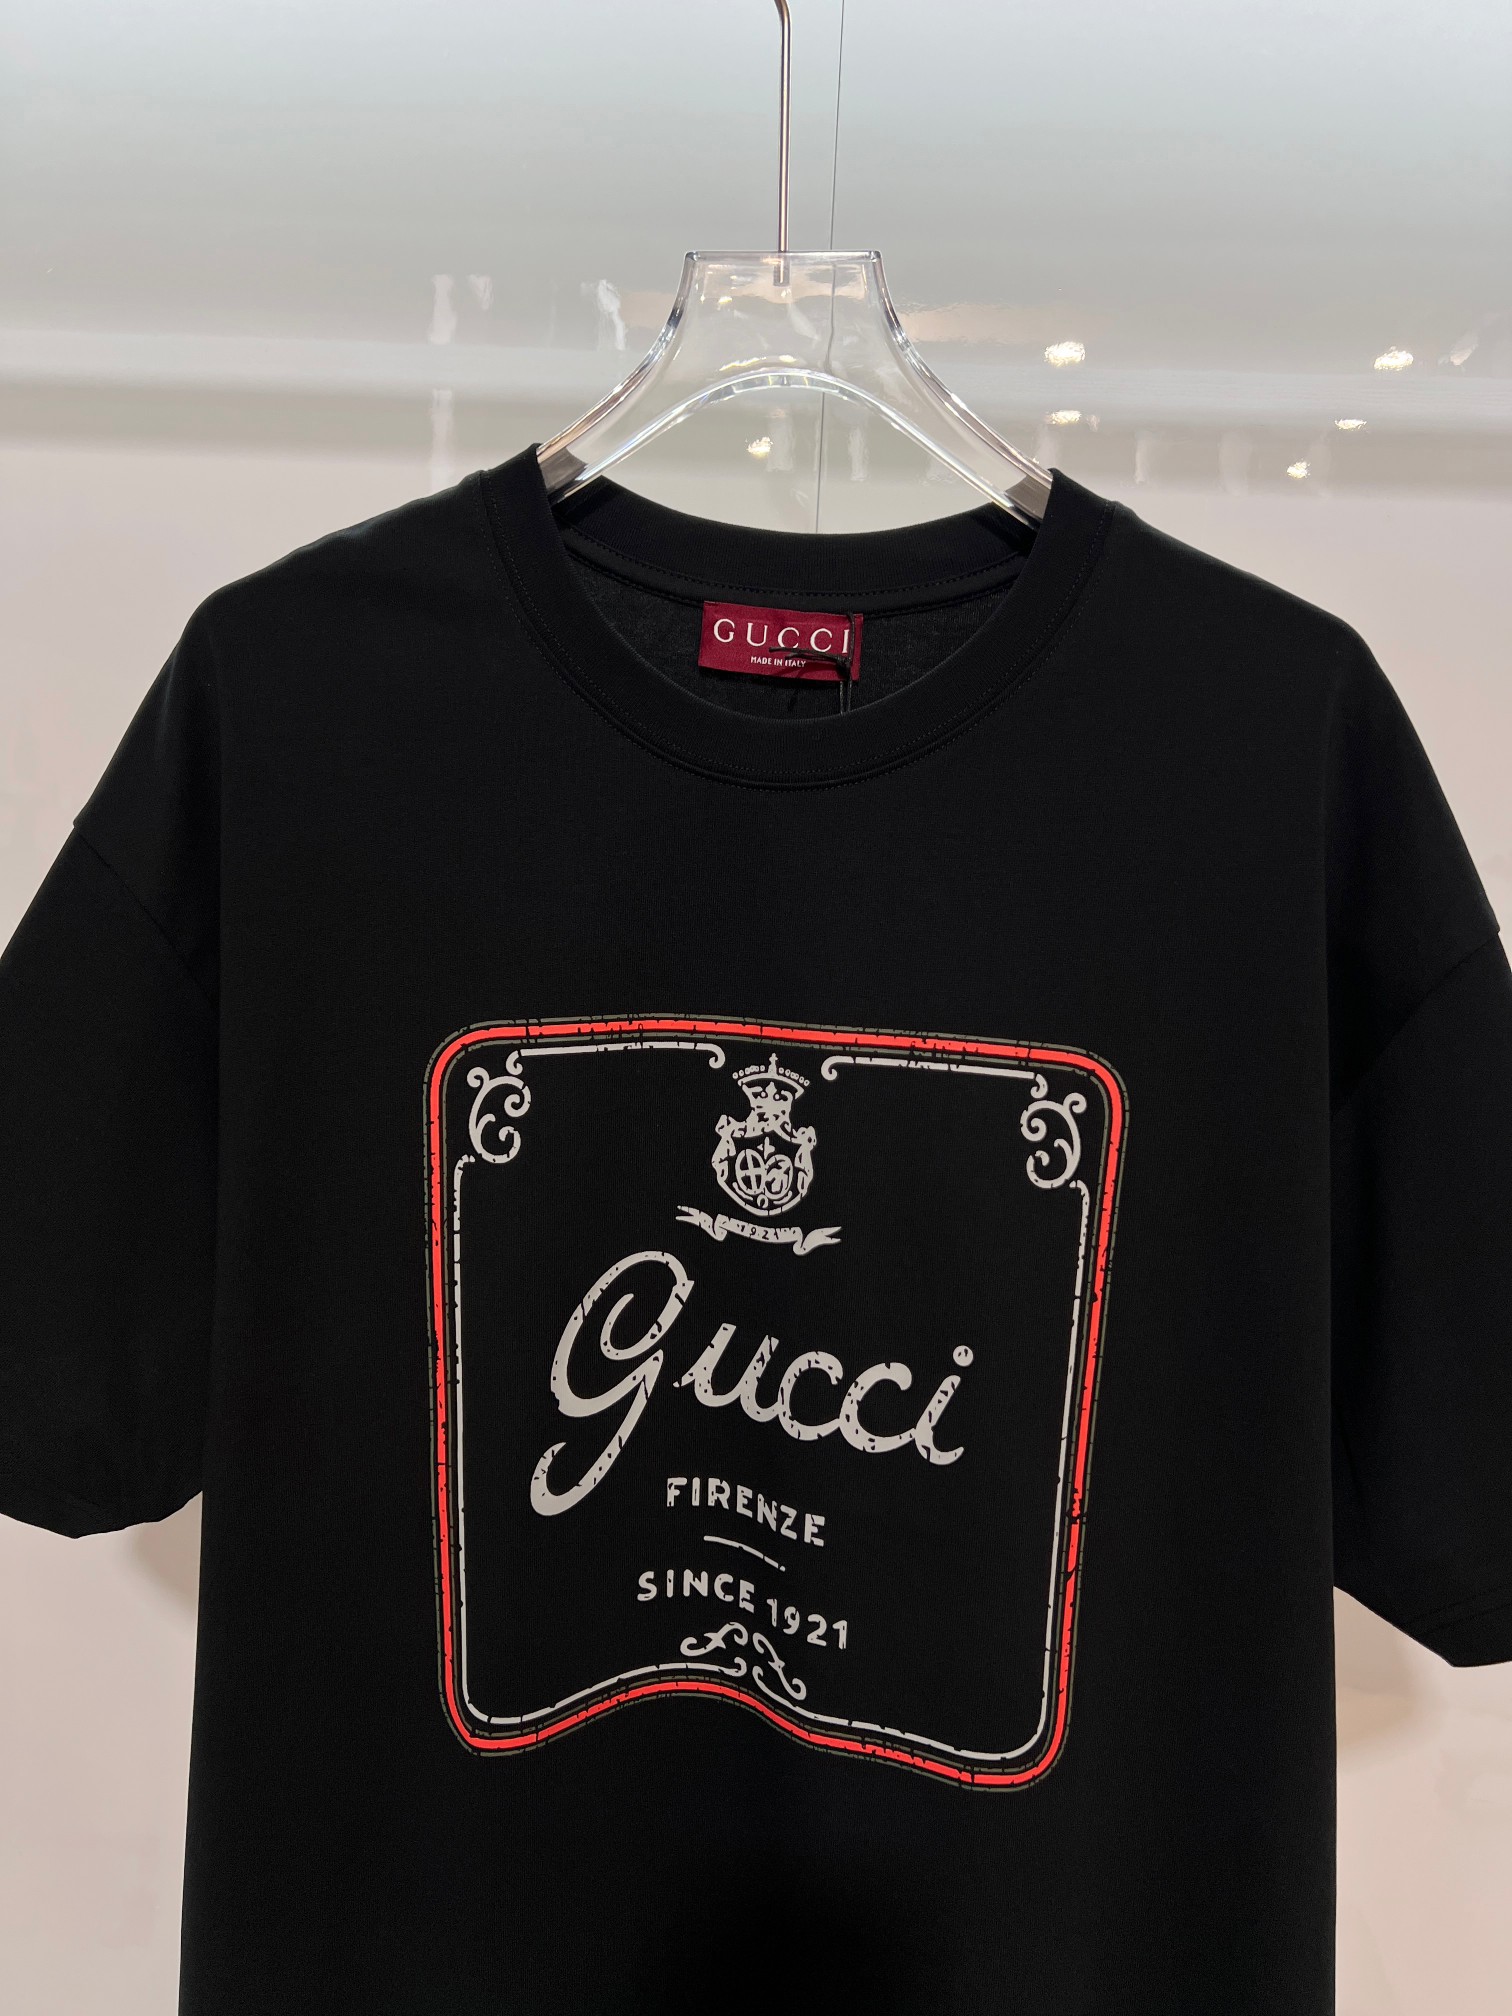 GUCCI
MADE IN ITALY
1921
Gucci
FIRENZE
SINCE 1921